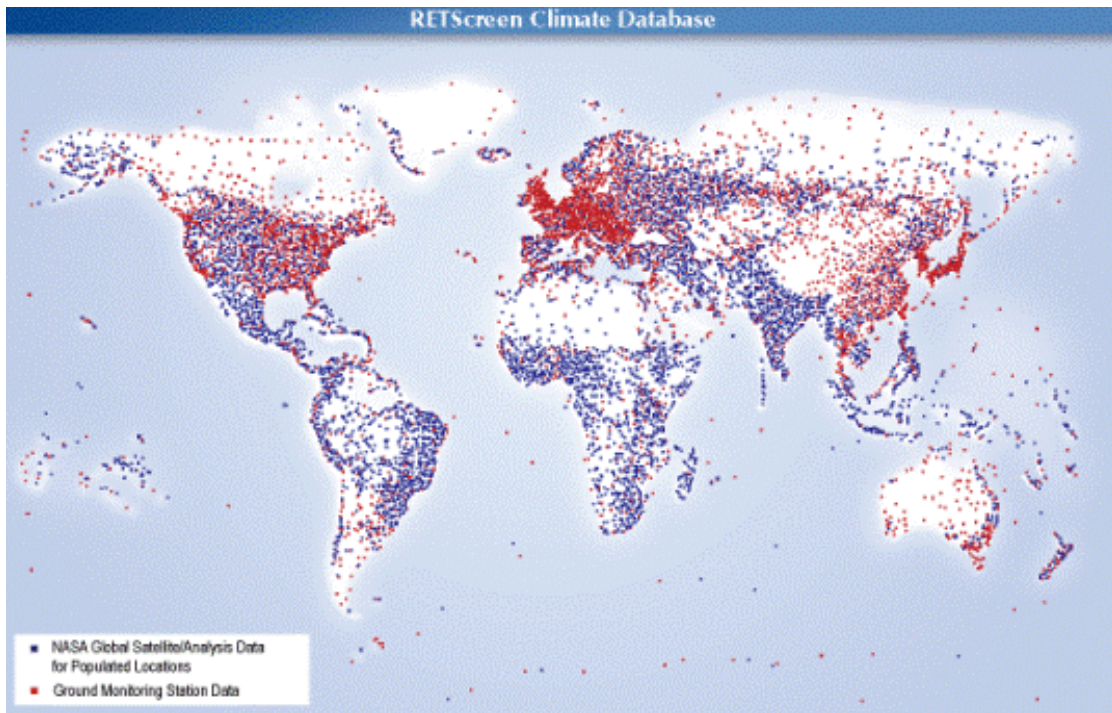 RETScreen Climate Database
NASA Global Satellite/Analysis Data
for Populated Locations
Ground Monitoring Station Data